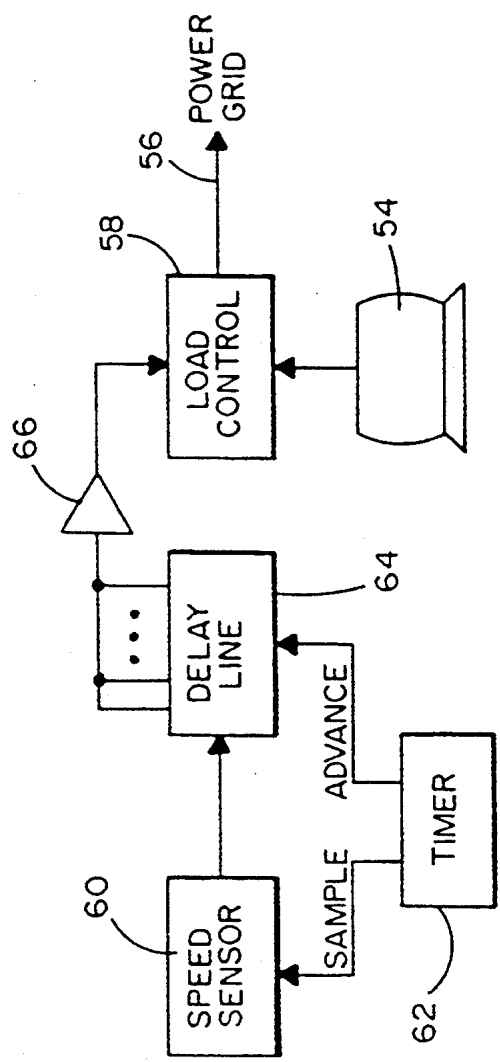 66
58
56
POWER
GRID
LOAD
CONTROL
54
60
SPEED
SENSOR
DELAY
LINE
64
SAMPLE
ADVANCE
TIMER
62